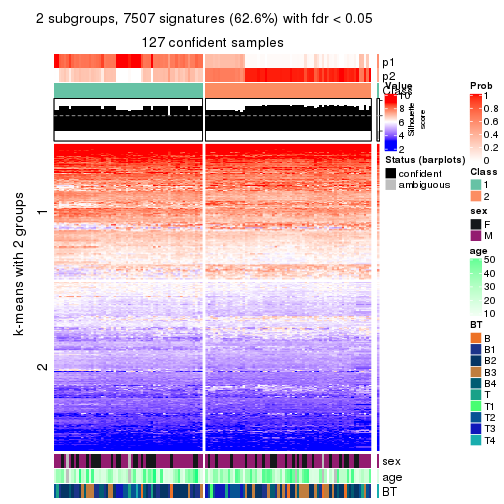 2 subgroups, 7507 signatures (62.6%) with fdr < 0.05
127 confident samples
p1
p2
Class
Silhouette
score
k-means with 2 groups
1
2
sex
age
BT
Value
10
8
6
4
2
Status (barplots)
confident
ambiguous
Prob
1
0.8
0.6
0.4
0.2
0
Class
1
2
sex
F
M
age
50
40
30
20
10
BT
B
B1
B2
B3
B4
T
T1
T2
T3
T4